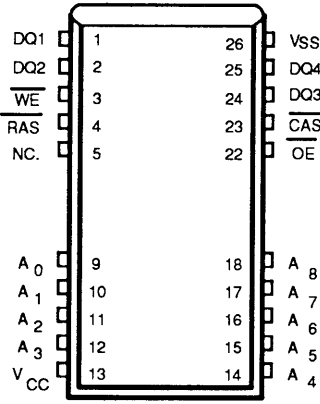 DQ1 1 26 VSS
DQ2 2 25 DQ4
WE 3 24 DQ3
RAS 4 23 CAS
NC. 5 22 OE
A0 9 18 A8
A1 10 17 A7
A2 11 16 A6
A3 12 15 A5
VCC 13 14 A4